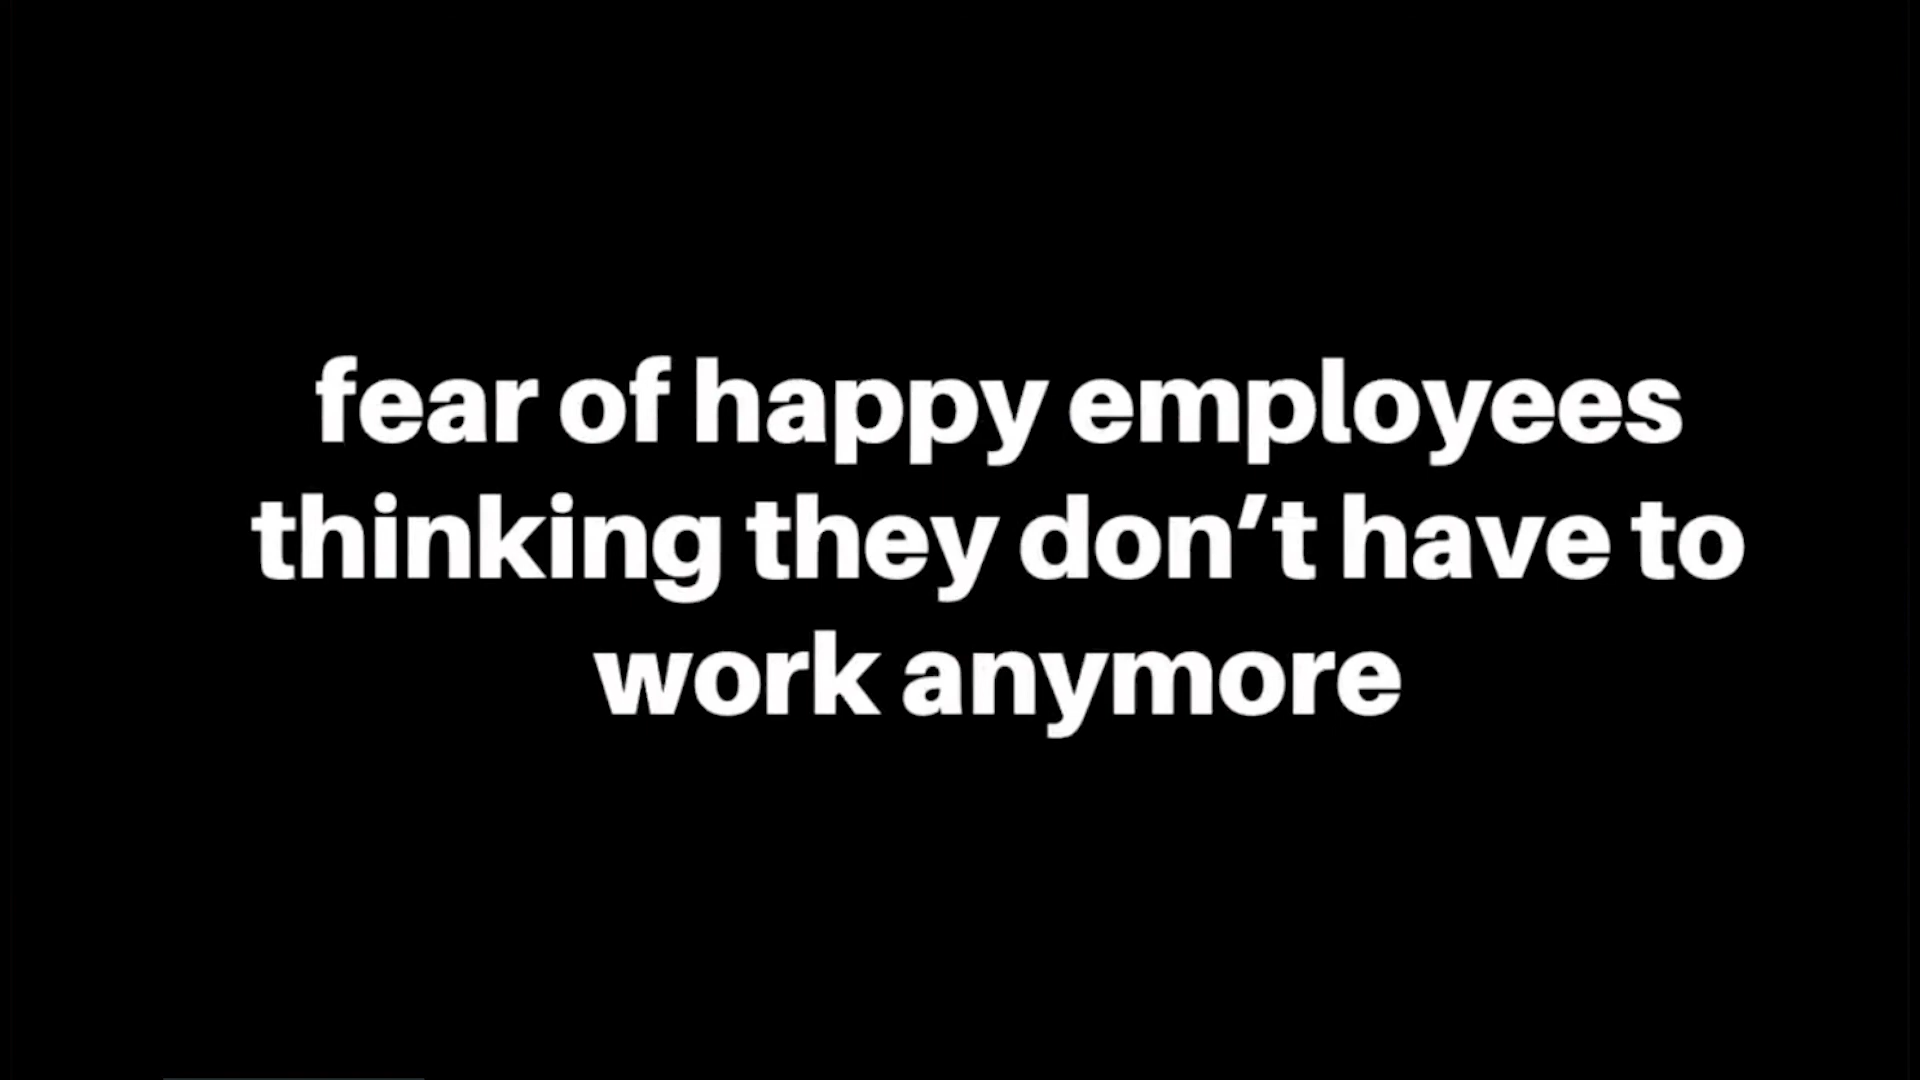 fear of happy employees
thinking they don’t have to
work anymore